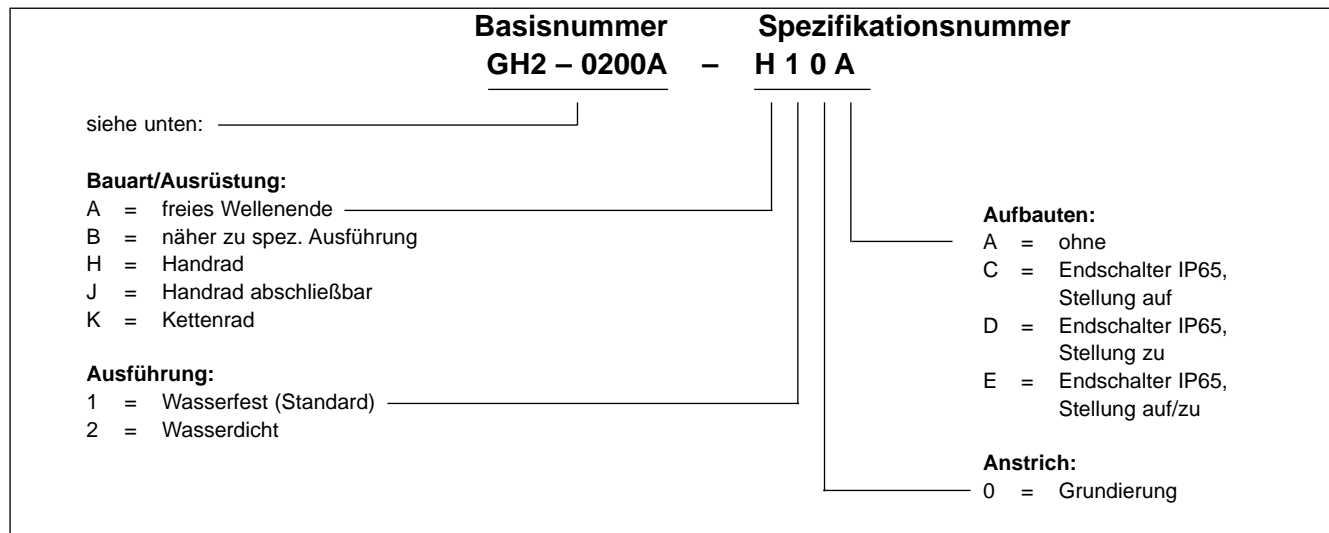 Basisnummer Spezifikationsnummer
GH2 – 0200A – H 1 0 A
siehe unten:
Bauart/Ausrüstung:
A = freies Wellenende
B = näher zu spez. Ausführung
H = Handrad
J = Handrad abschließbar
K = Kettenrad
Ausführung:
1 = Wasserfest (Standard)
2 = Wasserdicht
Aufbauten:
A = ohne
C = Endschalter IP65,
Stellung auf
D = Endschalter IP65,
Stellung zu
E = Endschalter IP65,
Stellung auf/zu
Anstrich:
0 = Grundierung